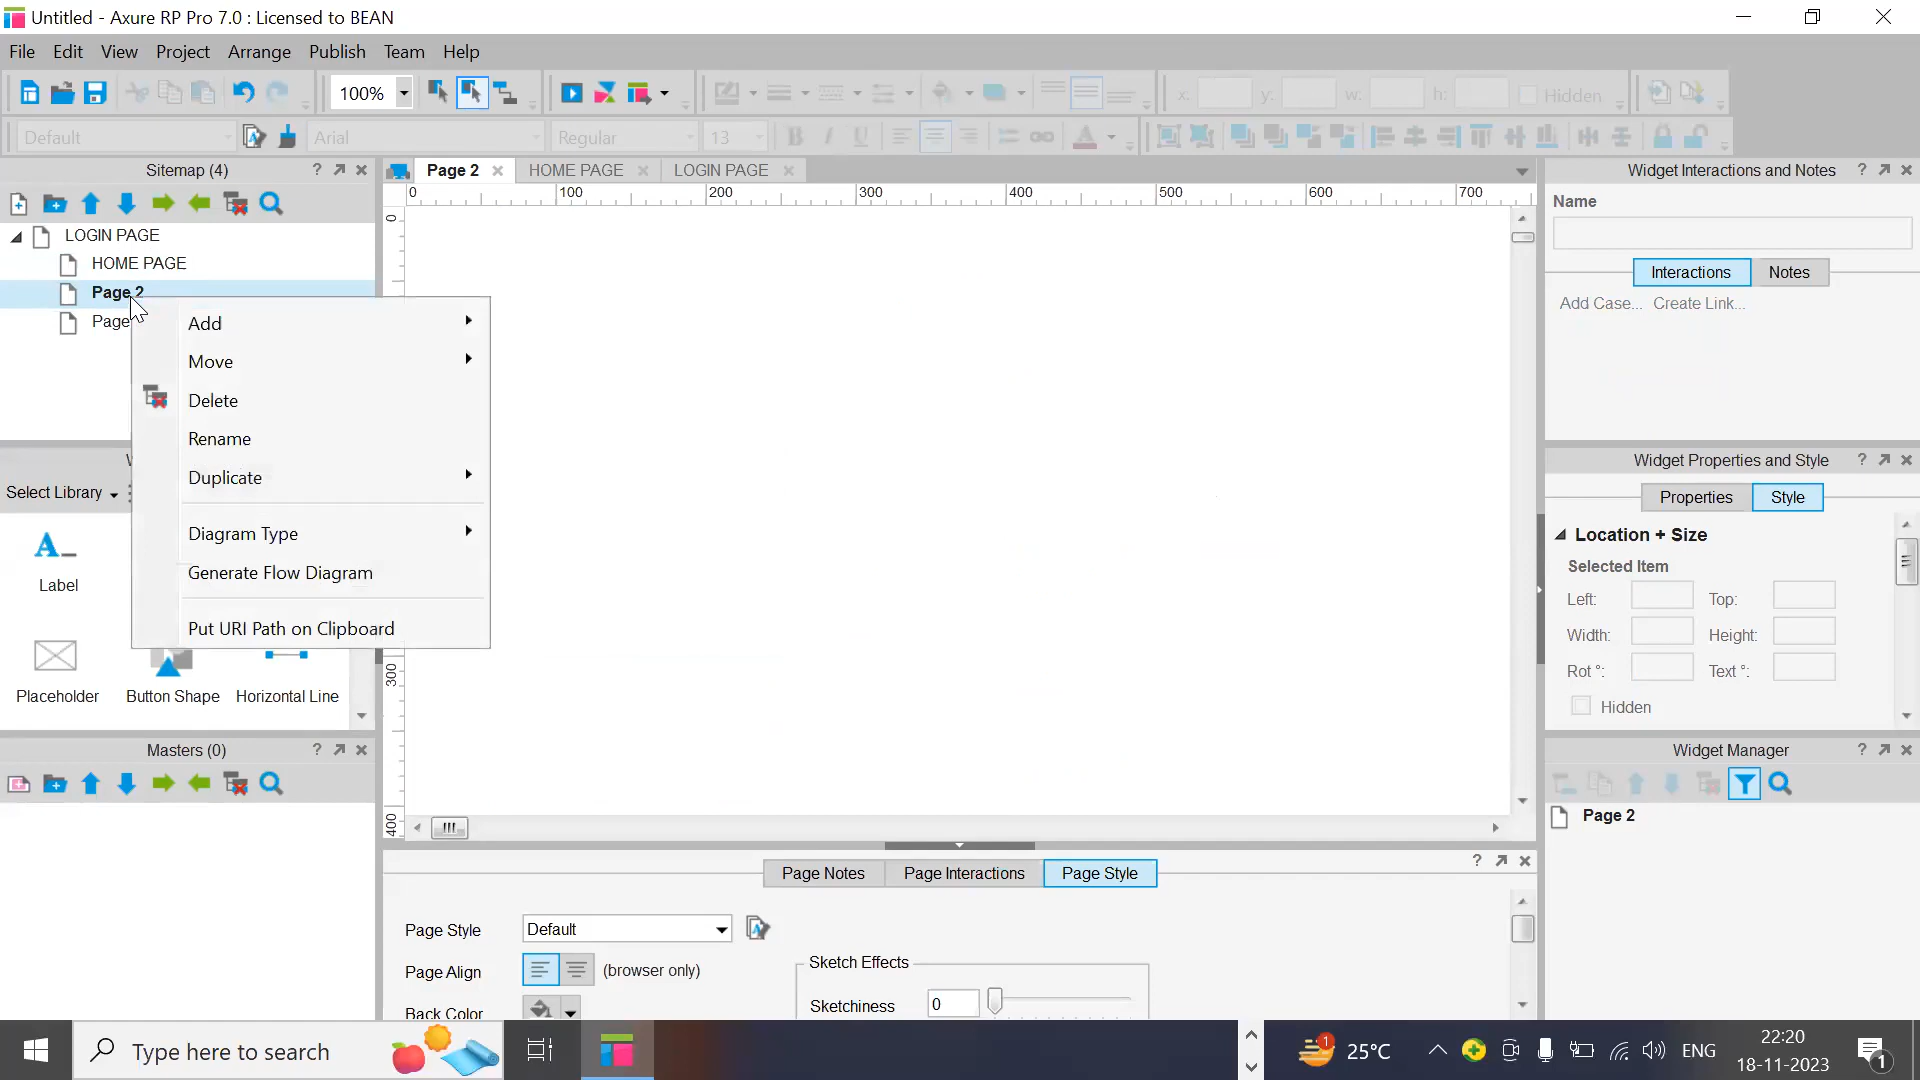 Untitled - Axure RP Pro 7.0 : Licensed to BEAN
File Edit View Project Arrange Publish Team Help
100% x: y: w: h: Hidden
Default Arial Regular 13 B I U
Sitemap (4) ?
Page 2 HOME PAGE LOGIN PAGE
0 100 200 300 400 500 600 700
LOGIN PAGE
HOME PAGE
Page 2
Page
Add
Move
Delete
Rename
Duplicate
Diagram Type
Generate Flow Diagram
Put URI Path on Clipboard
Select Library
Label
Placeholder Button Shape Horizontal Line
Masters (0) ?
0
300
400
Page Notes Page Interactions Page Style ?
Page Style Default
Page Align (browser only)
Back Color
Sketch Effects
Sketchiness 0
Widget Interactions and Notes ?
Name
Interactions Notes
Add Case... Create Link...
Widget Properties and Style ?
Properties Style
Location + Size
Selected Item
Left: Top:
Width: Height:
Rot °: Text °:
Hidden
Widget Manager ?
Page 2
Type here to search
1 25°C ENG 22:20
18-11-2023 1